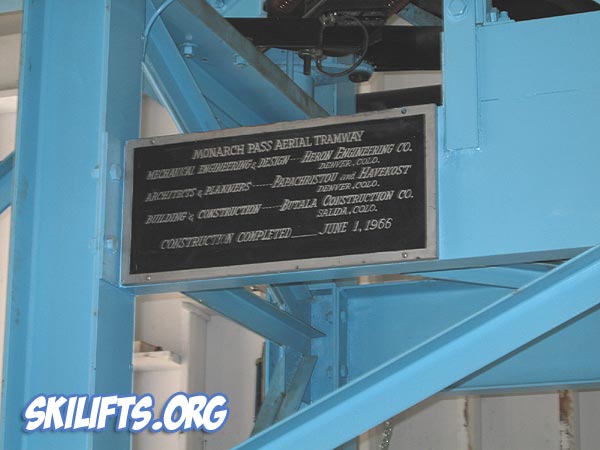 MONARCH PASS AERIAL TRAMWAY
MECHANICAL ENGINEERING & DESIGN --- HERON ENGINEERING CO.
DENVER, COLO.
ARCHITECTS & PLANNERS ----- PAPACHRISTOU and HAVEKOST
DENVER, COLO.
BUILDING & CONSTRUCTION ----- BUTALA CONSTRUCTION CO.
SALIDA, COLO.
CONSTRUCTION COMPLETED____ JUNE 1, 1966
SKILIFTS.ORG